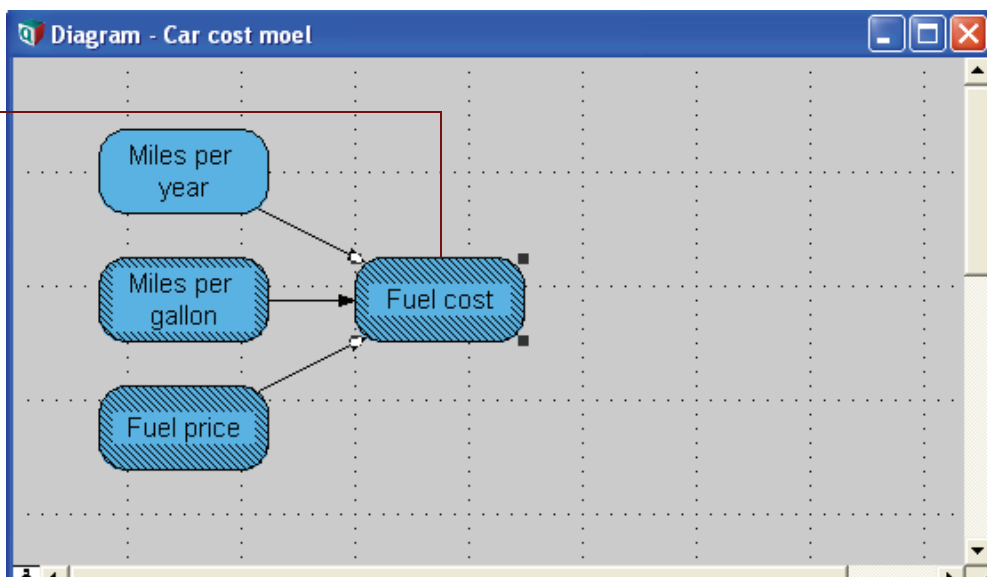 Diagram - Car cost moel
Miles per
year
Miles per
gallon
Fuel cost
Fuel price